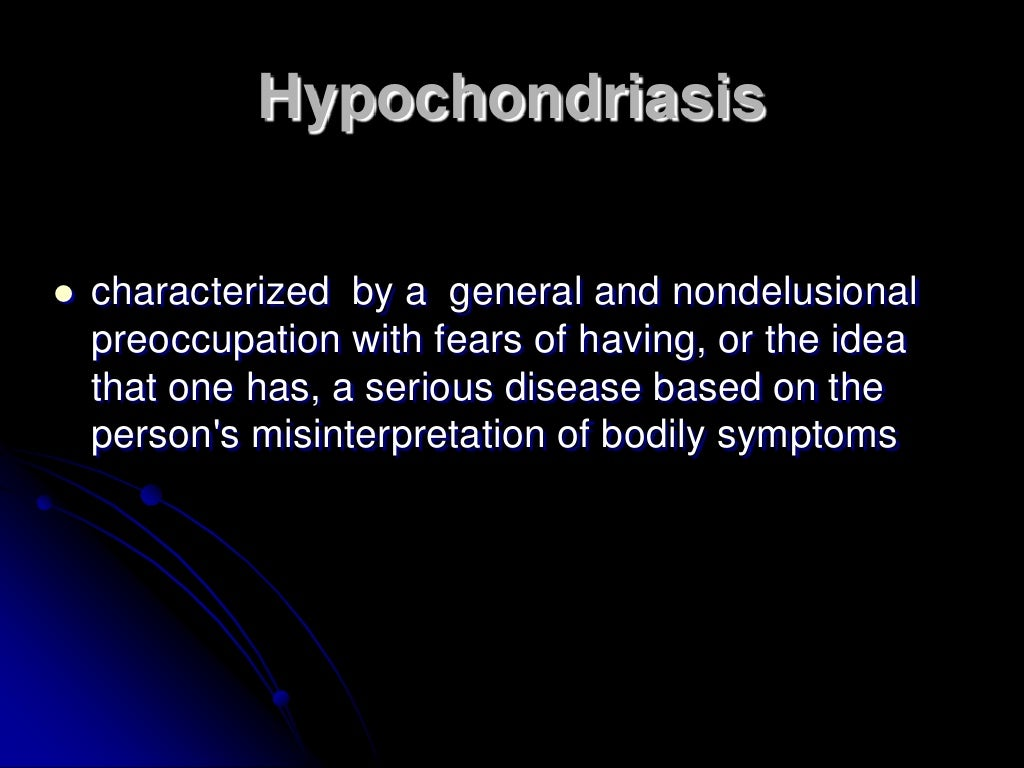 Hypochondriasis
characterized by a general and nondelusional
preoccupation with fears of having, or the idea
that one has, a serious disease based on the
person's misinterpretation of bodily symptoms